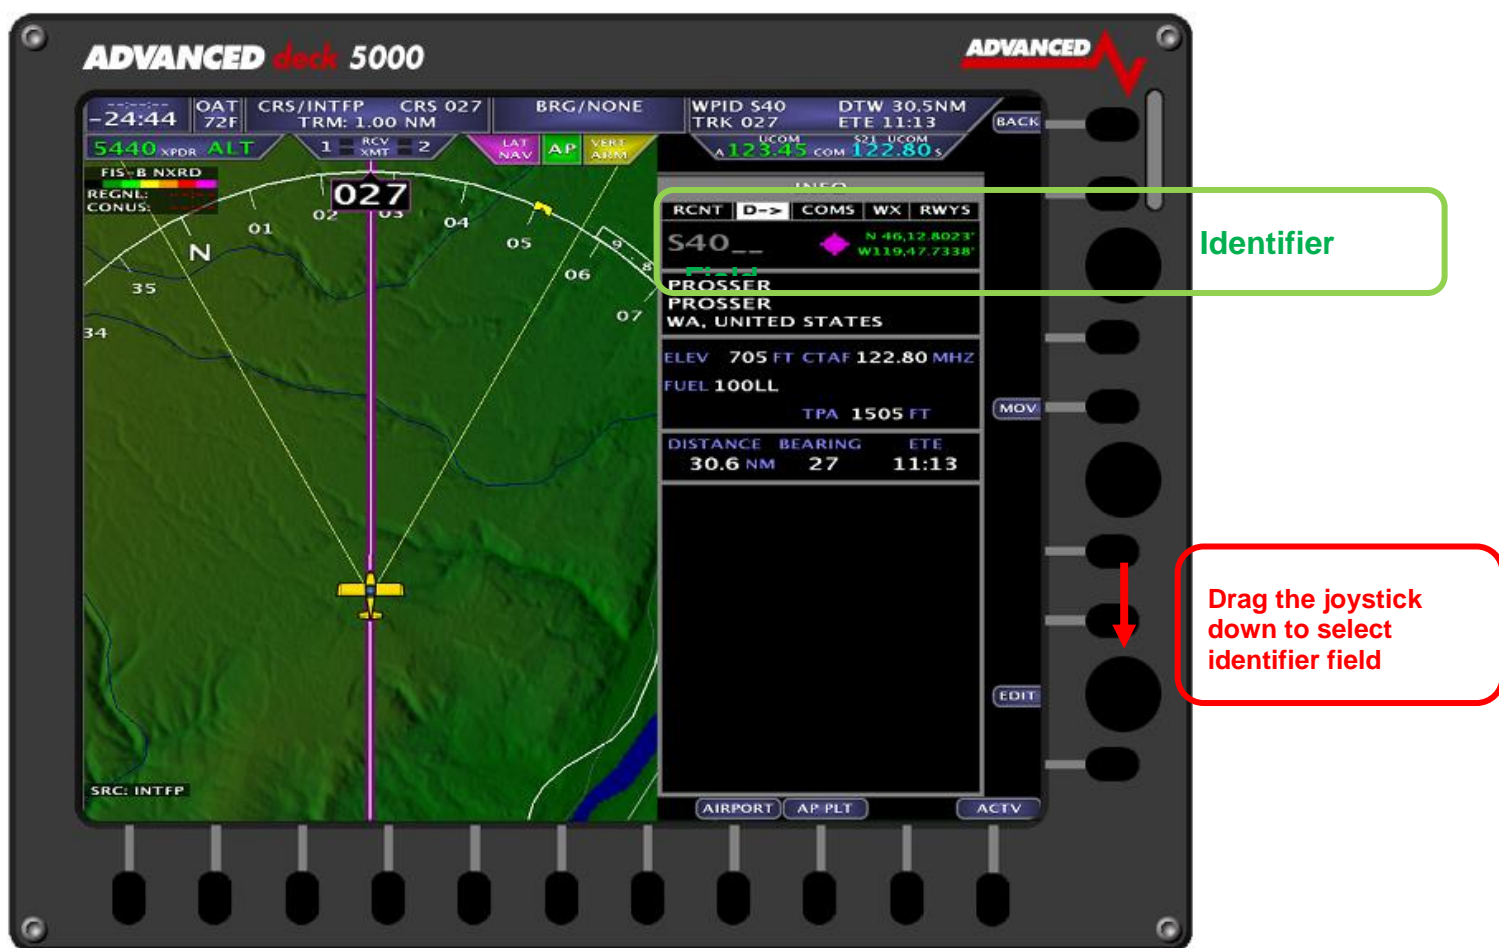 ADVANCED deck 5000
ADVANCED
-24:44
OAT
72F
CRS/INTFP CRS 027
TRM: 1.00 NM
BRG/NONE
WPID S40 DTW 30.5NM
TRK 027 ETE 11:13
BACK
5440 XPDR ALT
1 RCV XMT 2
LAT NAV
AP
VERT ARM
UCOM S21 UCOM
A 123.45 COM 122.80 S
FIS-B NXRD
REGNL:
CONUS:
027
34
35
N
01
02
03
04
05
06
07
9
8
INFO
RCNT D-> COMS WX RWYS
S40__
N 46,12.8023'
W119,47.7338'
Identifier
Field
PROSSER
PROSSER
WA, UNITED STATES
ELEV 705 FT CTAF 122.80 MHZ
FUEL 100LL
TPA 1505 FT
MOV
DISTANCE BEARING ETE
30.6 NM 27 11:13
Drag the joystick
down to select
identifier field
EDIT
SRC: INTFP
AIRPORT AP PLT ACTV